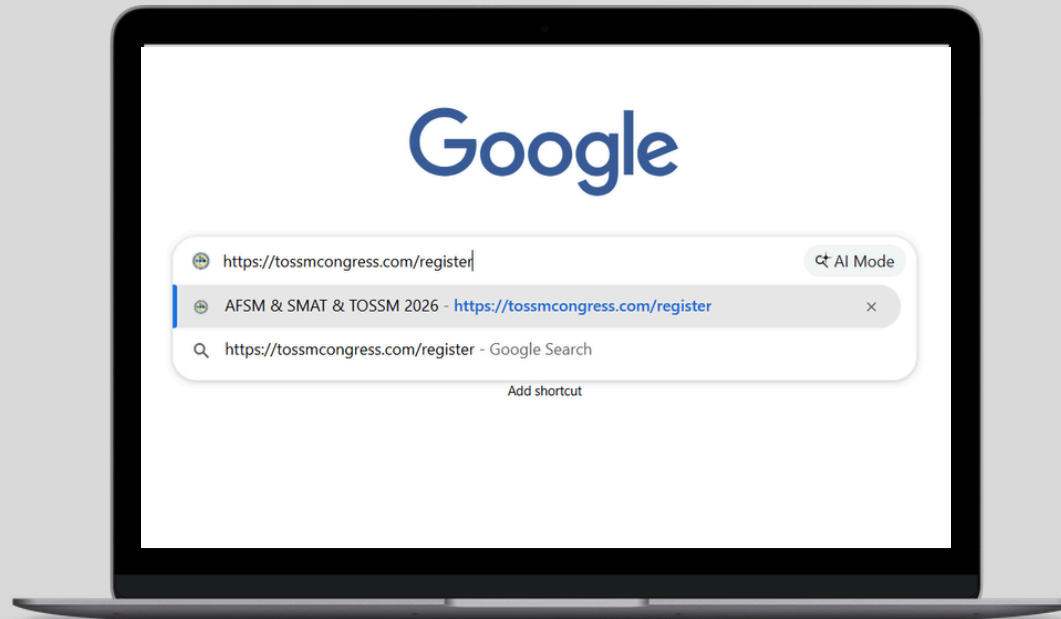 Google
https://tossmcongress.com/register
AI Mode
AFSM & SMAT & TOSSM 2026 - https://tossmcongress.com/register
https://tossmcongress.com/register - Google Search
Add shortcut